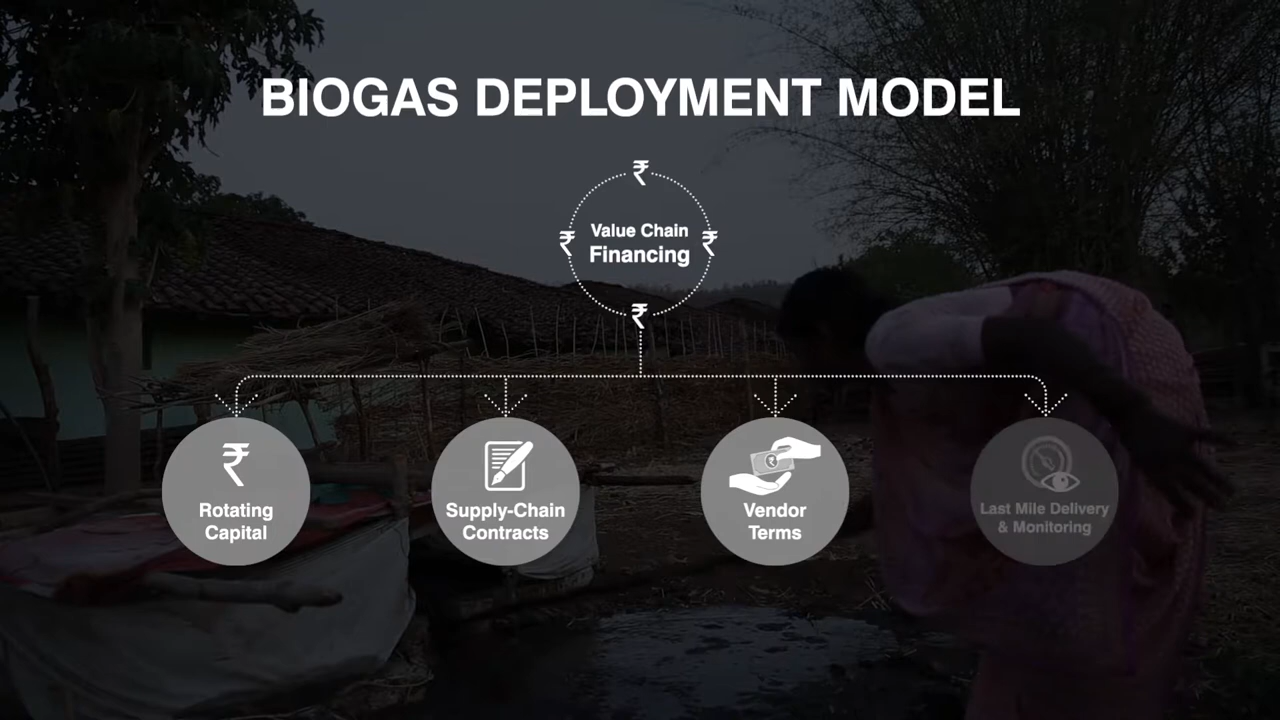 BIOGAS DEPLOYMENT MODEL
₹
₹ Value Chain ₹
Financing
₹
₹
Rotating
Capital
Supply-Chain
Contracts
₹
Vendor
Terms
Last Mile Delivery
& Monitoring